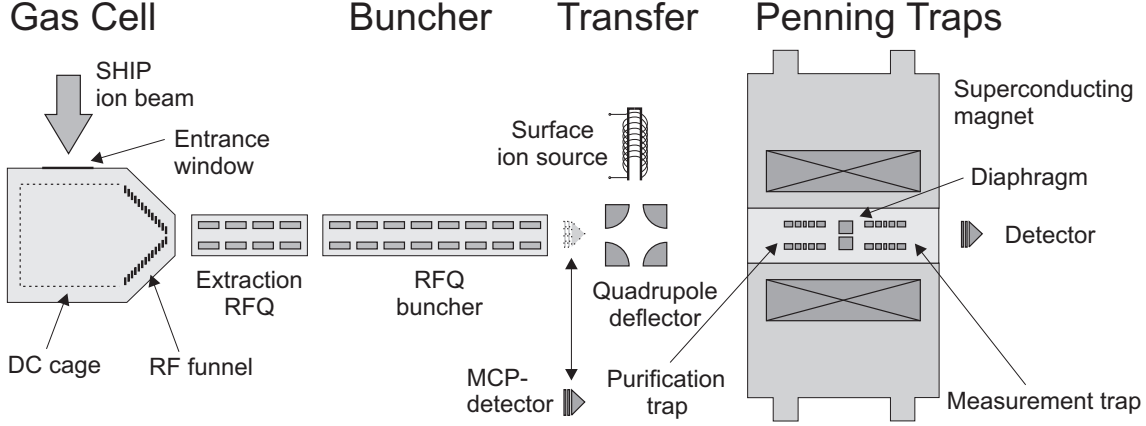 Gas Cell
Buncher
Transfer
Penning Traps
SHIP
ion beam
Entrance
window
Surface
ion source
Superconducting
magnet
Diaphragm
Detector
Extraction
RFQ
RFQ
buncher
Quadrupole
deflector
DC cage
RF funnel
MCP-
detector
Purification
trap
Measurement trap